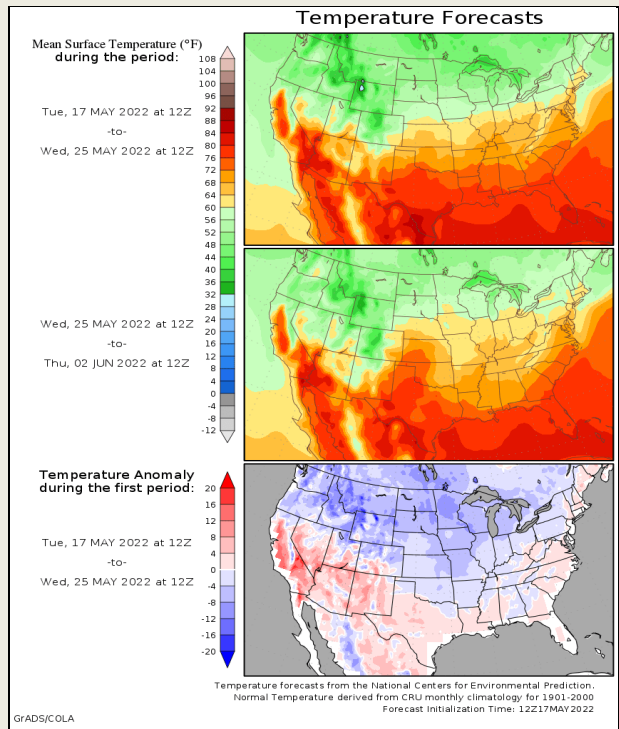 Temperature Forecasts
Mean Surface Temperature (°F)
during the period:
108
104
100
96
92
88
84
80
76
72
68
64
60
56
52
48
44
40
36
32
28
24
20
16
12
8
4
0
-4
-8
-12
Tue, 17 MAY 2022 at 12Z
-to-
Wed, 25 MAY 2022 at 12Z
Wed, 25 MAY 2022 at 12Z
-to-
Thu, 02 JUN 2022 at 12Z
Temperature Anomaly
during the first period:
20
16
12
8
4
0
-4
-8
-12
-16
-20
Tue, 17 MAY 2022 at 12Z
-to-
Wed, 25 MAY 2022 at 12Z
Temperature forecasts from the National Centers for Environmental Prediction.
Normal Temperature derived from CRU monthly climatology for 1901-2000
Forecast Initialization Time: 12Z17MAY2022
GrADS/COLA